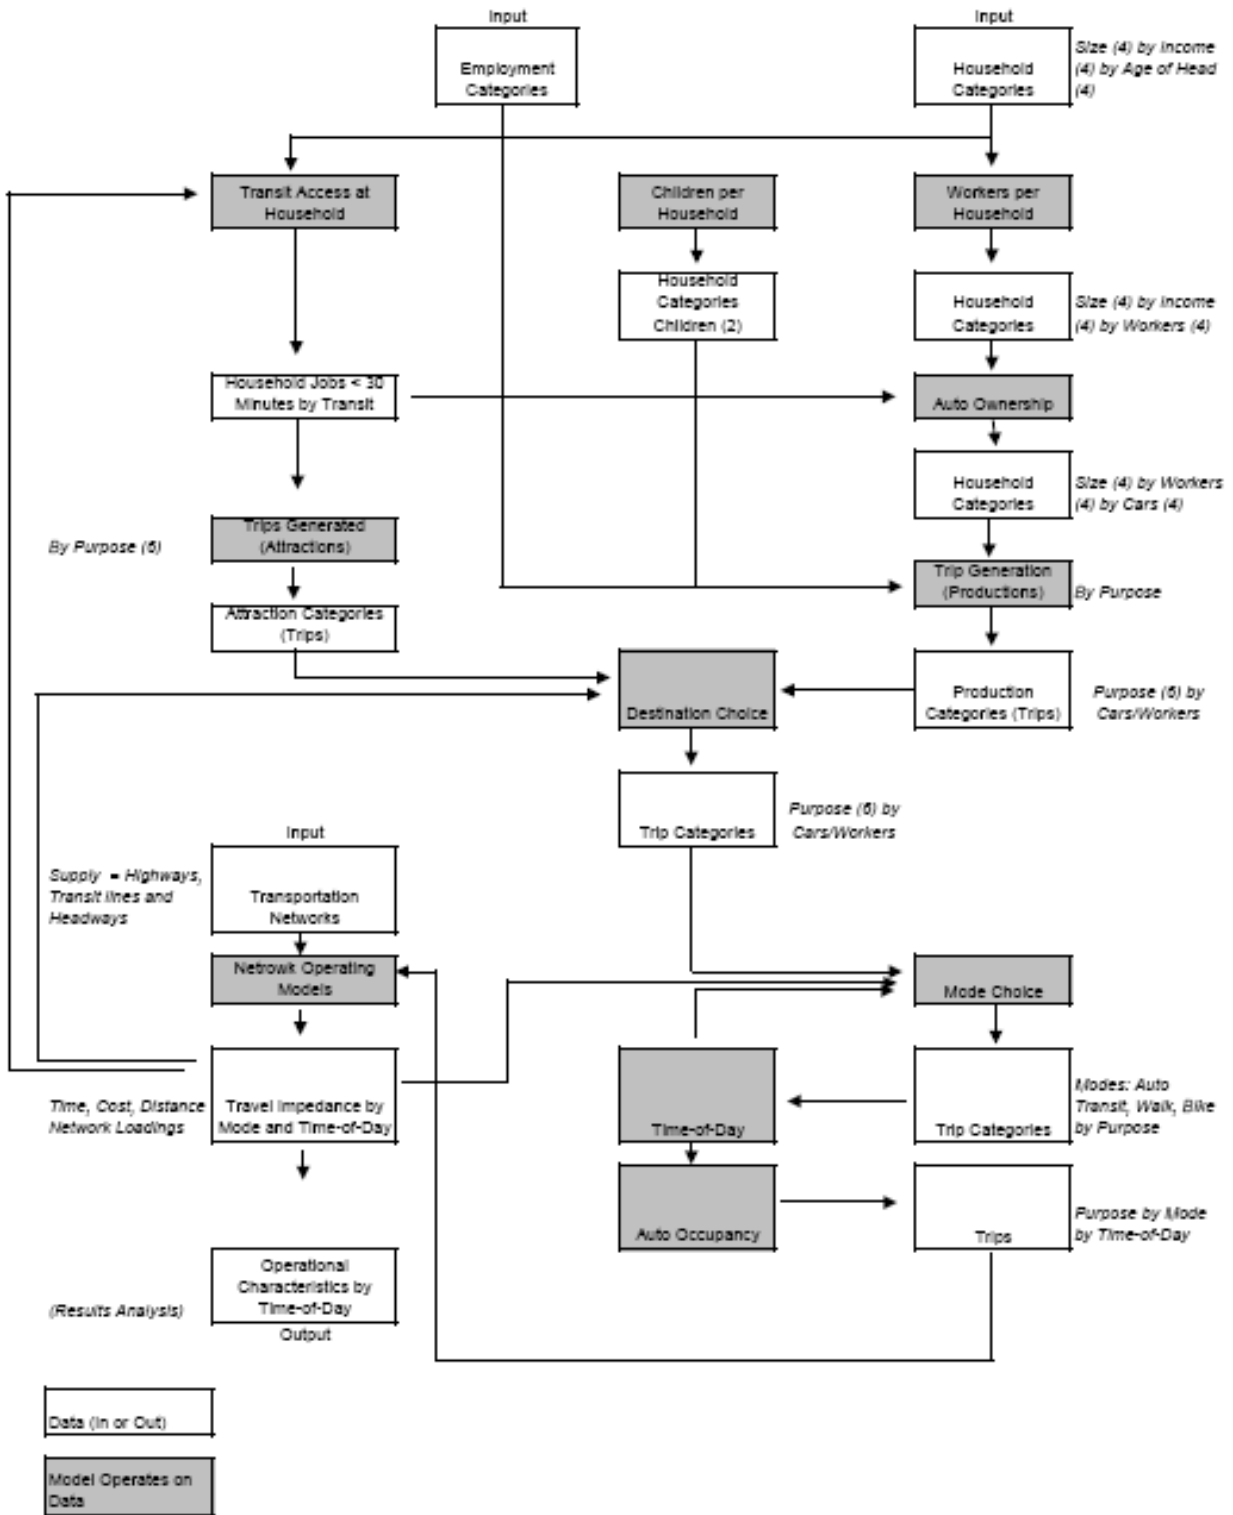 Input
Input
Employment
Categories
Household
Categories
Size (4) by Income
(4) by Age of Head
(4)
Transit Access at
Household
Children per
Household
Workers per
Household
Household
Categories
Children (2)
Household
Categories
Size (4) by Income
(4) by Workers (4)
Household Jobs < 30
Minutes by Transit
Auto Ownership
Household
Categories
Size (4) by Workers
(4) by Cars (4)
By Purpose (6)
Trips Generated
(Attractions)
Trip Generation
(Productions)
By Purpose
Attraction Categories
(Trips)
Destination Choice
Production
Categories (Trips)
Purpose (6) by
Cars/Workers
Trip Categories
Purpose (6) by
Cars/Workers
Input
Supply = Highways,
Transit lines and
Headways
Transportation
Networks
Netrowk Operating
Models
Mode Choice
Time, Cost, Distance
Network Loadings
Travel Impedance by
Mode and Time-of-Day
Time-of-Day
Trip Categories
Modes: Auto
Transit, Walk, Bike
by Purpose
Auto Occupancy
Trips
Purpose by Mode
by Time-of-Day
(Results Analysis)
Operational
Characteristics by
Time-of-Day
Output
Data (In or Out)
Model Operates on
Data